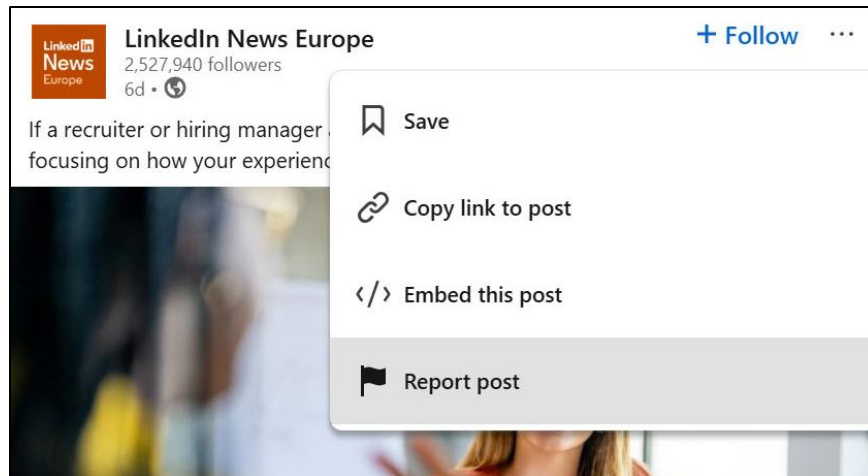 Linked in
News
Europe
LinkedIn News Europe
+ Follow
2,527,940 followers
6d •
If a recruiter or hiring manager
focusing on how your experienc
Save
Copy link to post
</> Embed this post
Report post